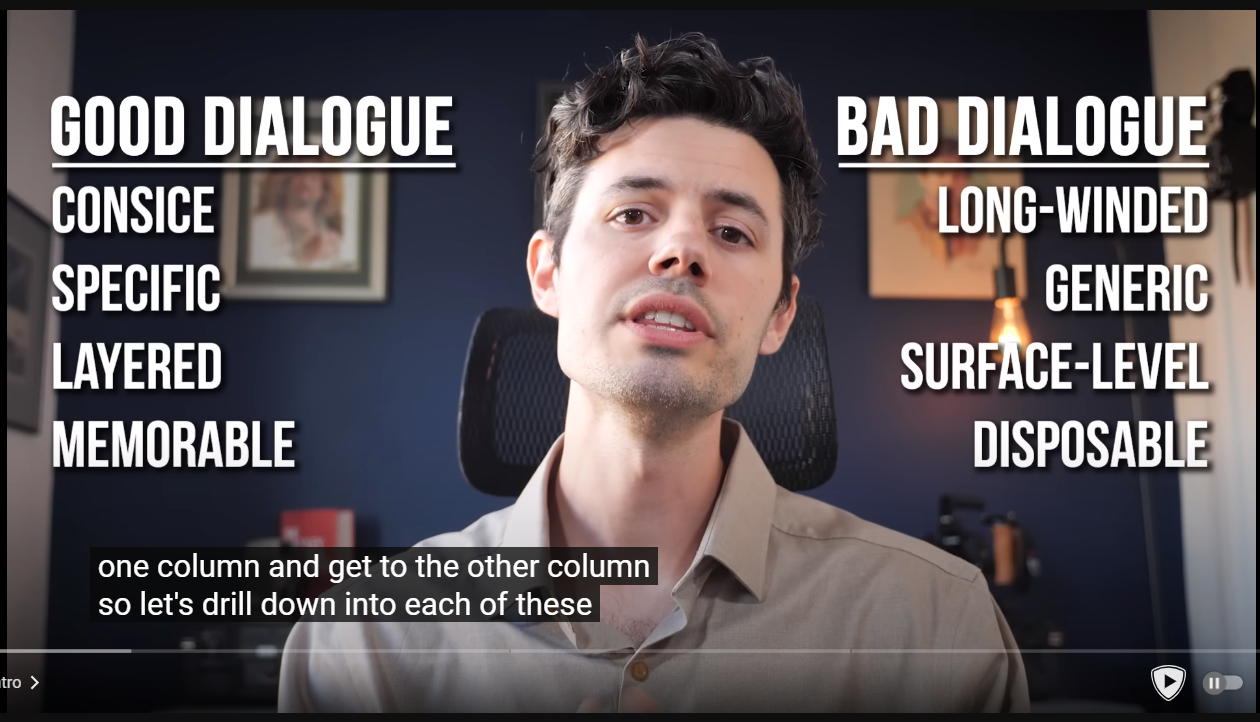 GOOD DIALOGUE
CONSICE
SPECIFIC
LAYERED
MEMORABLE
BAD DIALOGUE
LONG-WINDED
GENERIC
SURFACE-LEVEL
DISPOSABLE
one column and get to the other column
so let's drill down into each of these
ntro